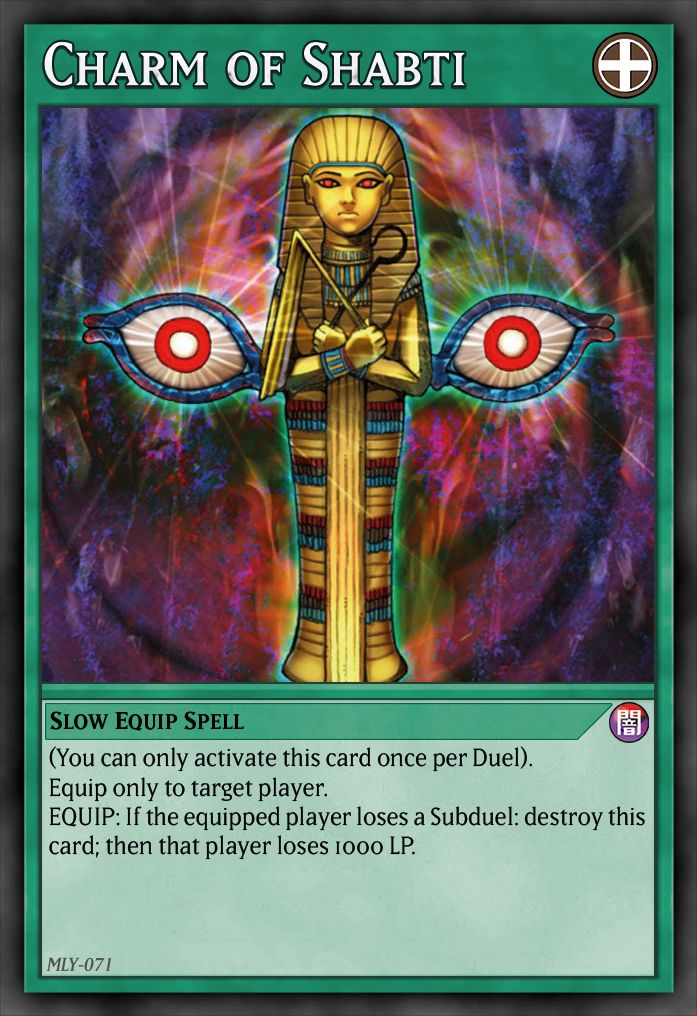 Charm of Shabti
Slow Equip Spell
闇
(You can only activate this card once per Duel).
Equip only to target player.
EQUIP: If the equipped player loses a Subduel: destroy this
card; then that player loses 1000 LP.
MLY-071